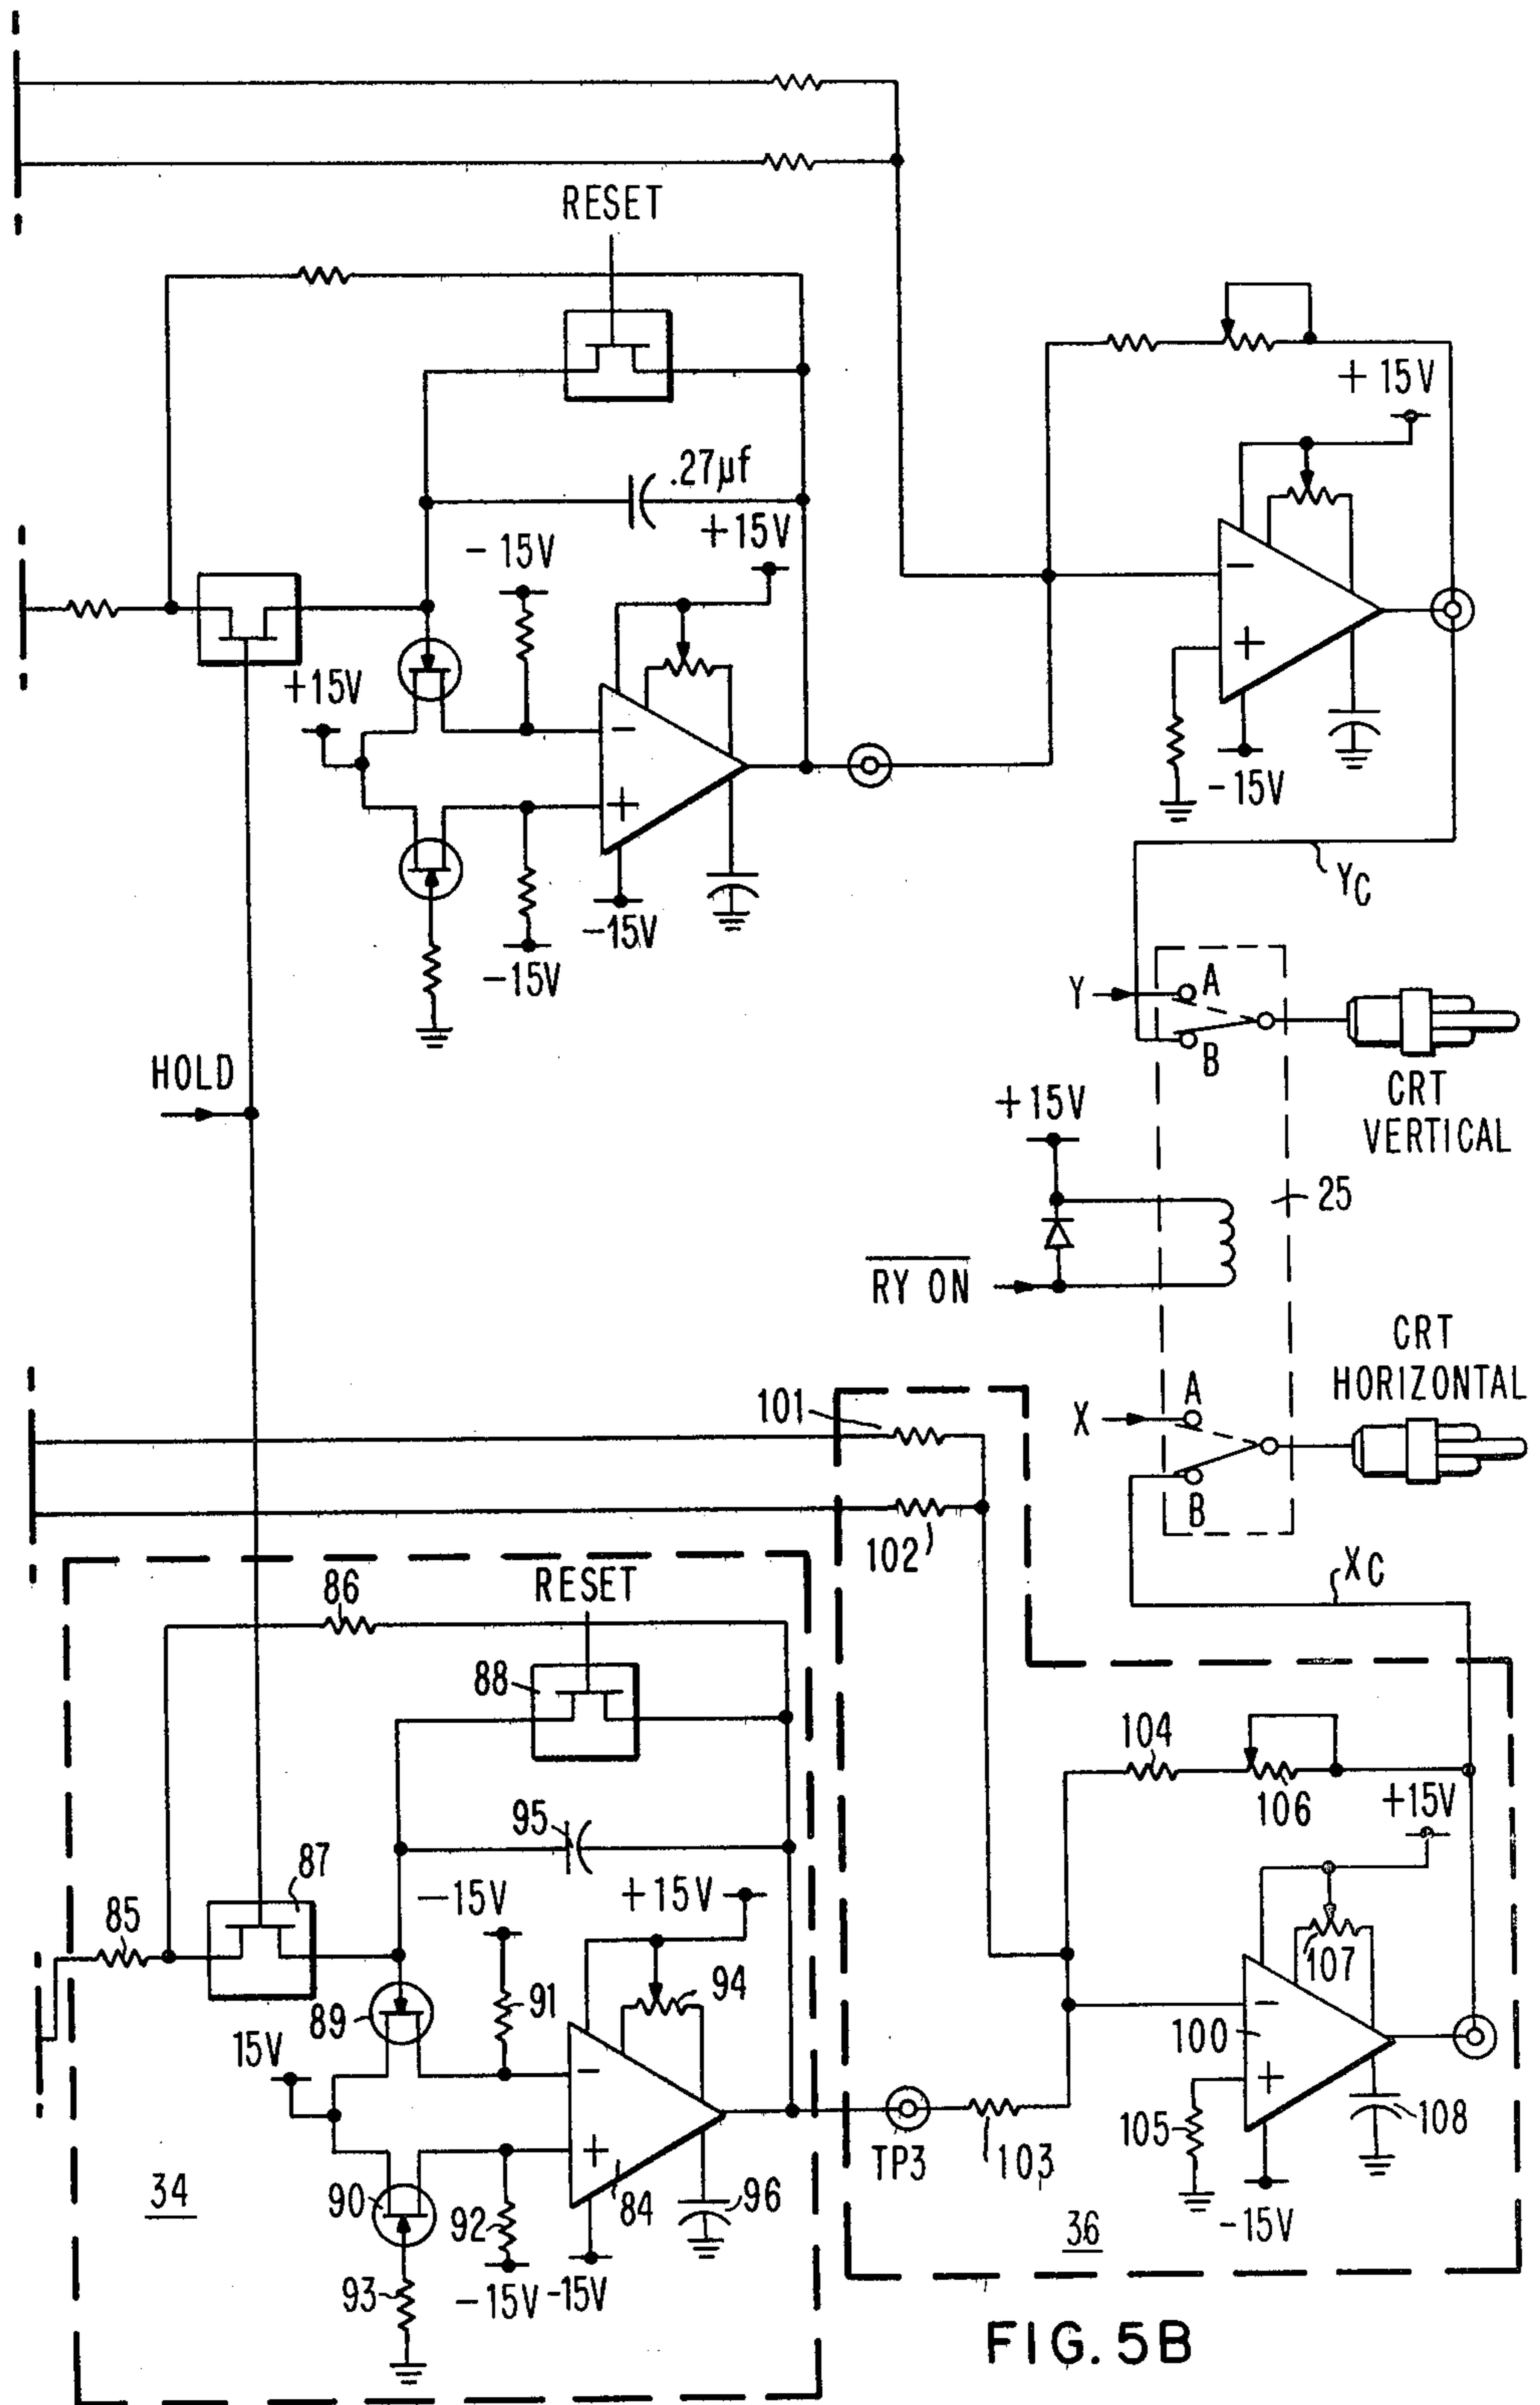 RESET
+ 15V
.27µf
+15V
- 15V
−
+
+15V
−
+
-15V
-15V
−15V
YC
Y
A
B
CRT
VERTICAL
HOLD
+15V
25
RY ON
CRT
HORIZONTAL
X
A
B
101
102
XC
86
RESET
88
104
106
+15V
95
87
−15V
+15V
85
107
94
91
89
15V
−
100
−
+
105
108
+
TP3
103
34
90
92
84
96
-15V
36
93
−15V
-15V
FIG. 5B